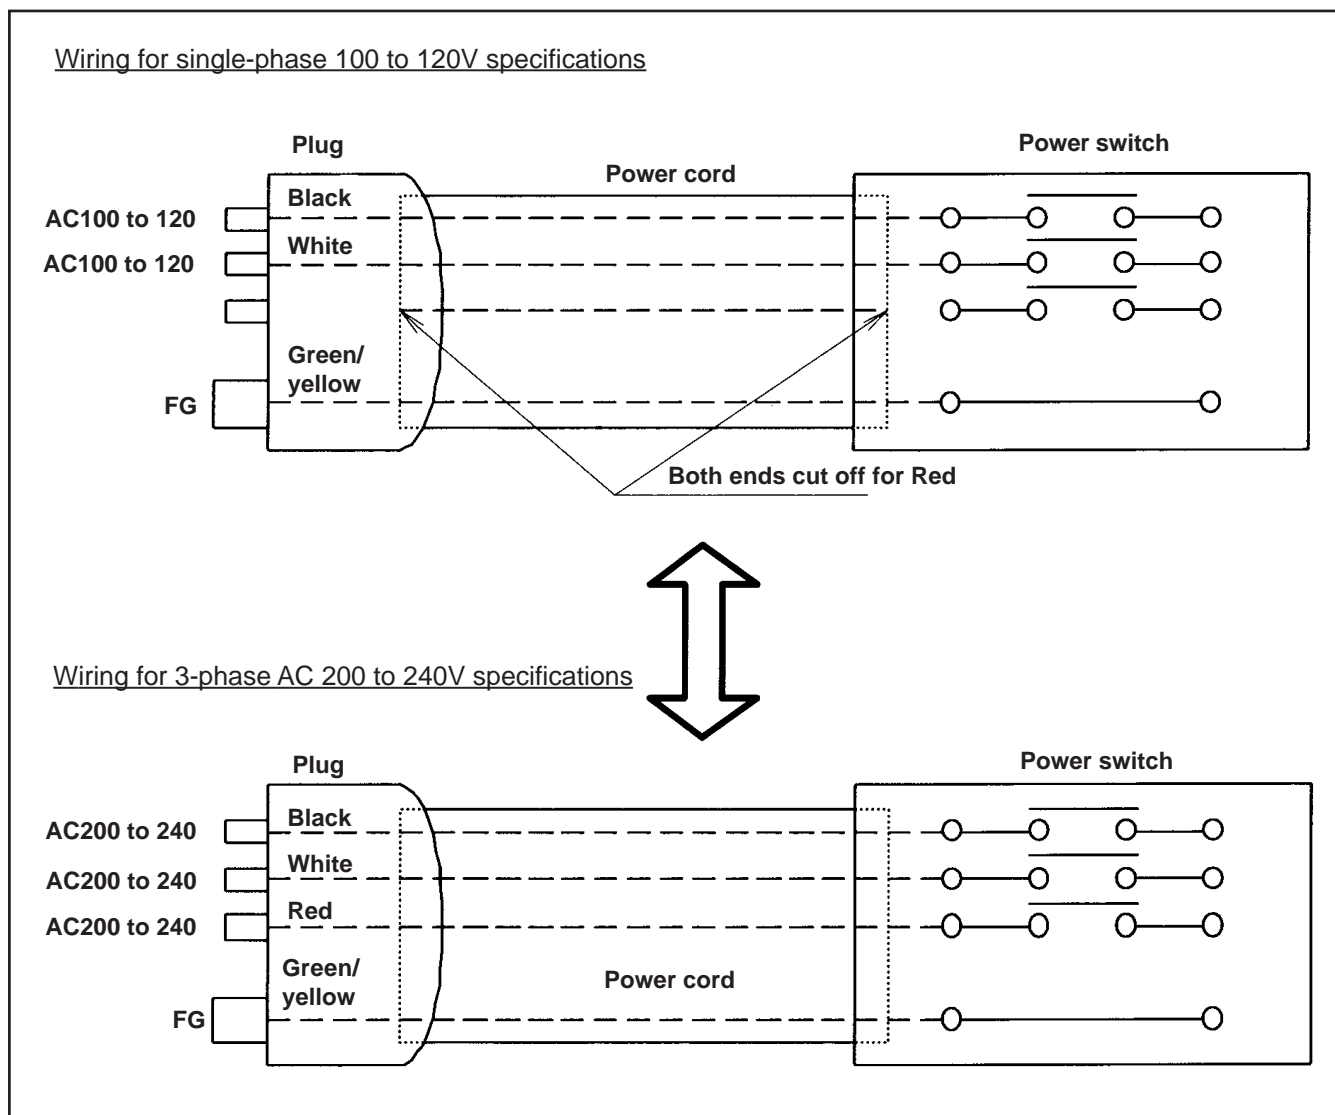 Wiring for single-phase 100 to 120V specifications
Plug
Power switch
Power cord
Black
AC100 to 120
White
AC100 to 120
Green/
yellow
FG
Both ends cut off for Red
Wiring for 3-phase AC 200 to 240V specifications
Plug
Power switch
Black
AC200 to 240
White
AC200 to 240
Red
AC200 to 240
Green/
yellow
Power cord
FG